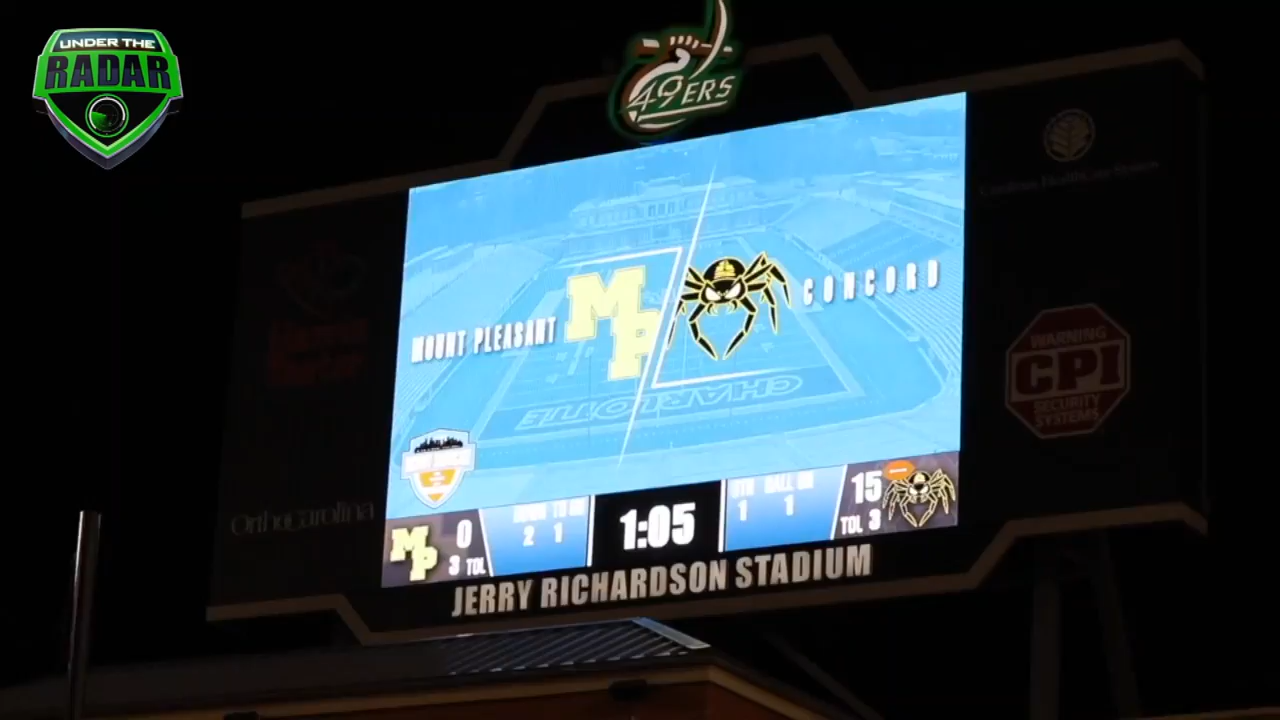 UNDER THE
RADAR
49ERS
MOUNT PLEASANT
MP
CONCORD
CHARLOTTE
WARNING
CPI
SECURITY
SYSTEMS
Orthocarolina
MP
0
3 TOL
DOWN TO GO
2 1
1:05
QTR BALL ON
1 1
15
TOL 3
JERRY RICHARDSON STADIUM